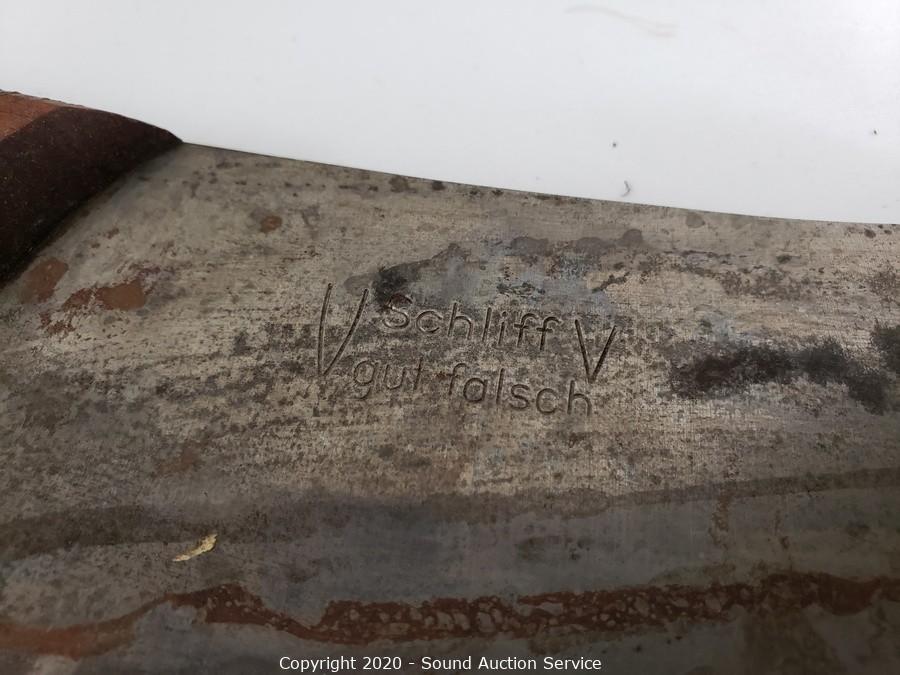 Schliff
gut falsch
Copyright 2020 - Sound Auction Service